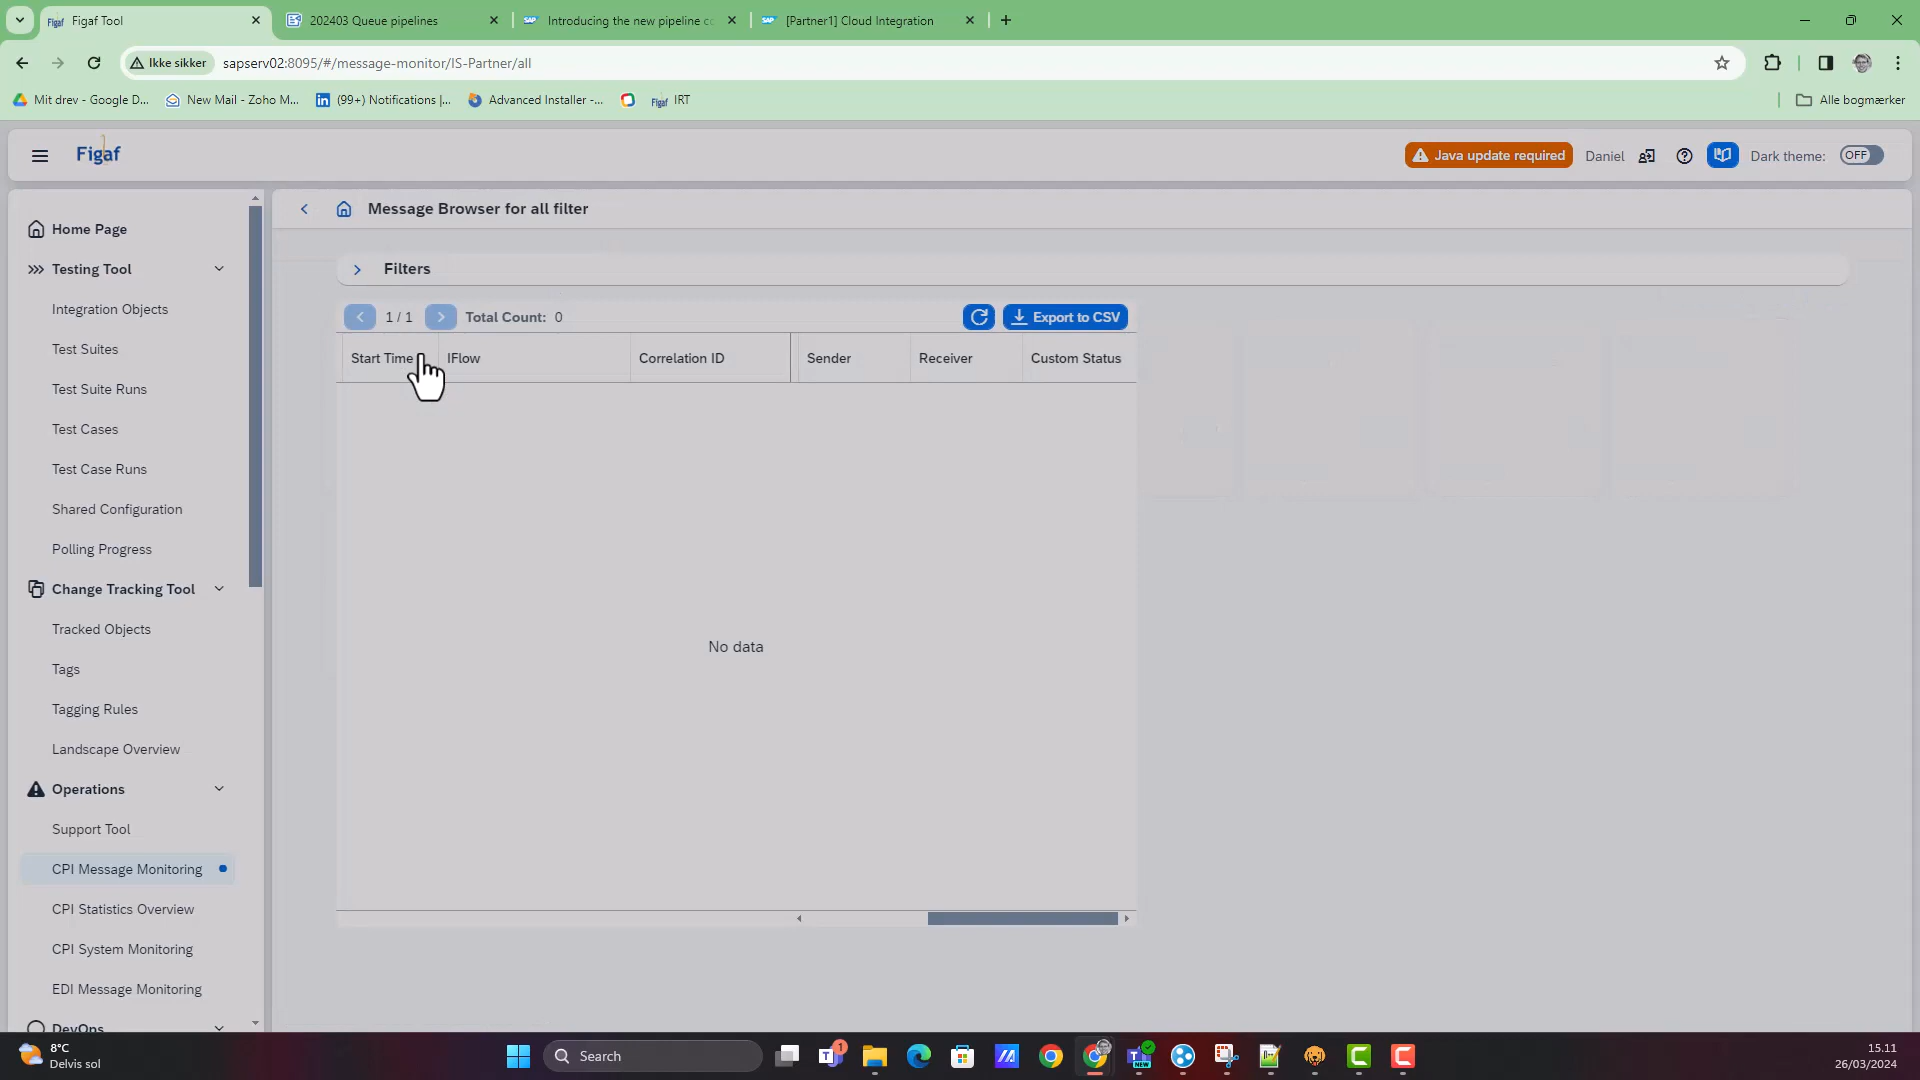 Figaf Tool
202403 Queue pipelines
Introducing the new pipeline co
[Partner1] Cloud Integration
Ikke sikker
sapserv02:8095/#/message-monitor/IS-Partner/all
Mit drev - Google D...
New Mail - Zoho M...
(99+) Notifications |...
Advanced Installer -...
Figaf IRT
Alle bogmærker
Figaf
Java update required
Daniel
Dark theme: OFF
Home Page
Testing Tool
Integration Objects
Test Suites
Test Suite Runs
Test Cases
Test Case Runs
Shared Configuration
Polling Progress
Change Tracking Tool
Tracked Objects
Tags
Tagging Rules
Landscape Overview
Operations
Support Tool
CPI Message Monitoring
CPI Statistics Overview
CPI System Monitoring
EDI Message Monitoring
DevOps
Message Browser for all filter
Filters
1 / 1 Total Count: 0
Export to CSV
Start Time IFlow Correlation ID Sender Receiver Custom Status
No data
8°C
Delvis sol
Search
1
NEW
15.11
26/03/2024